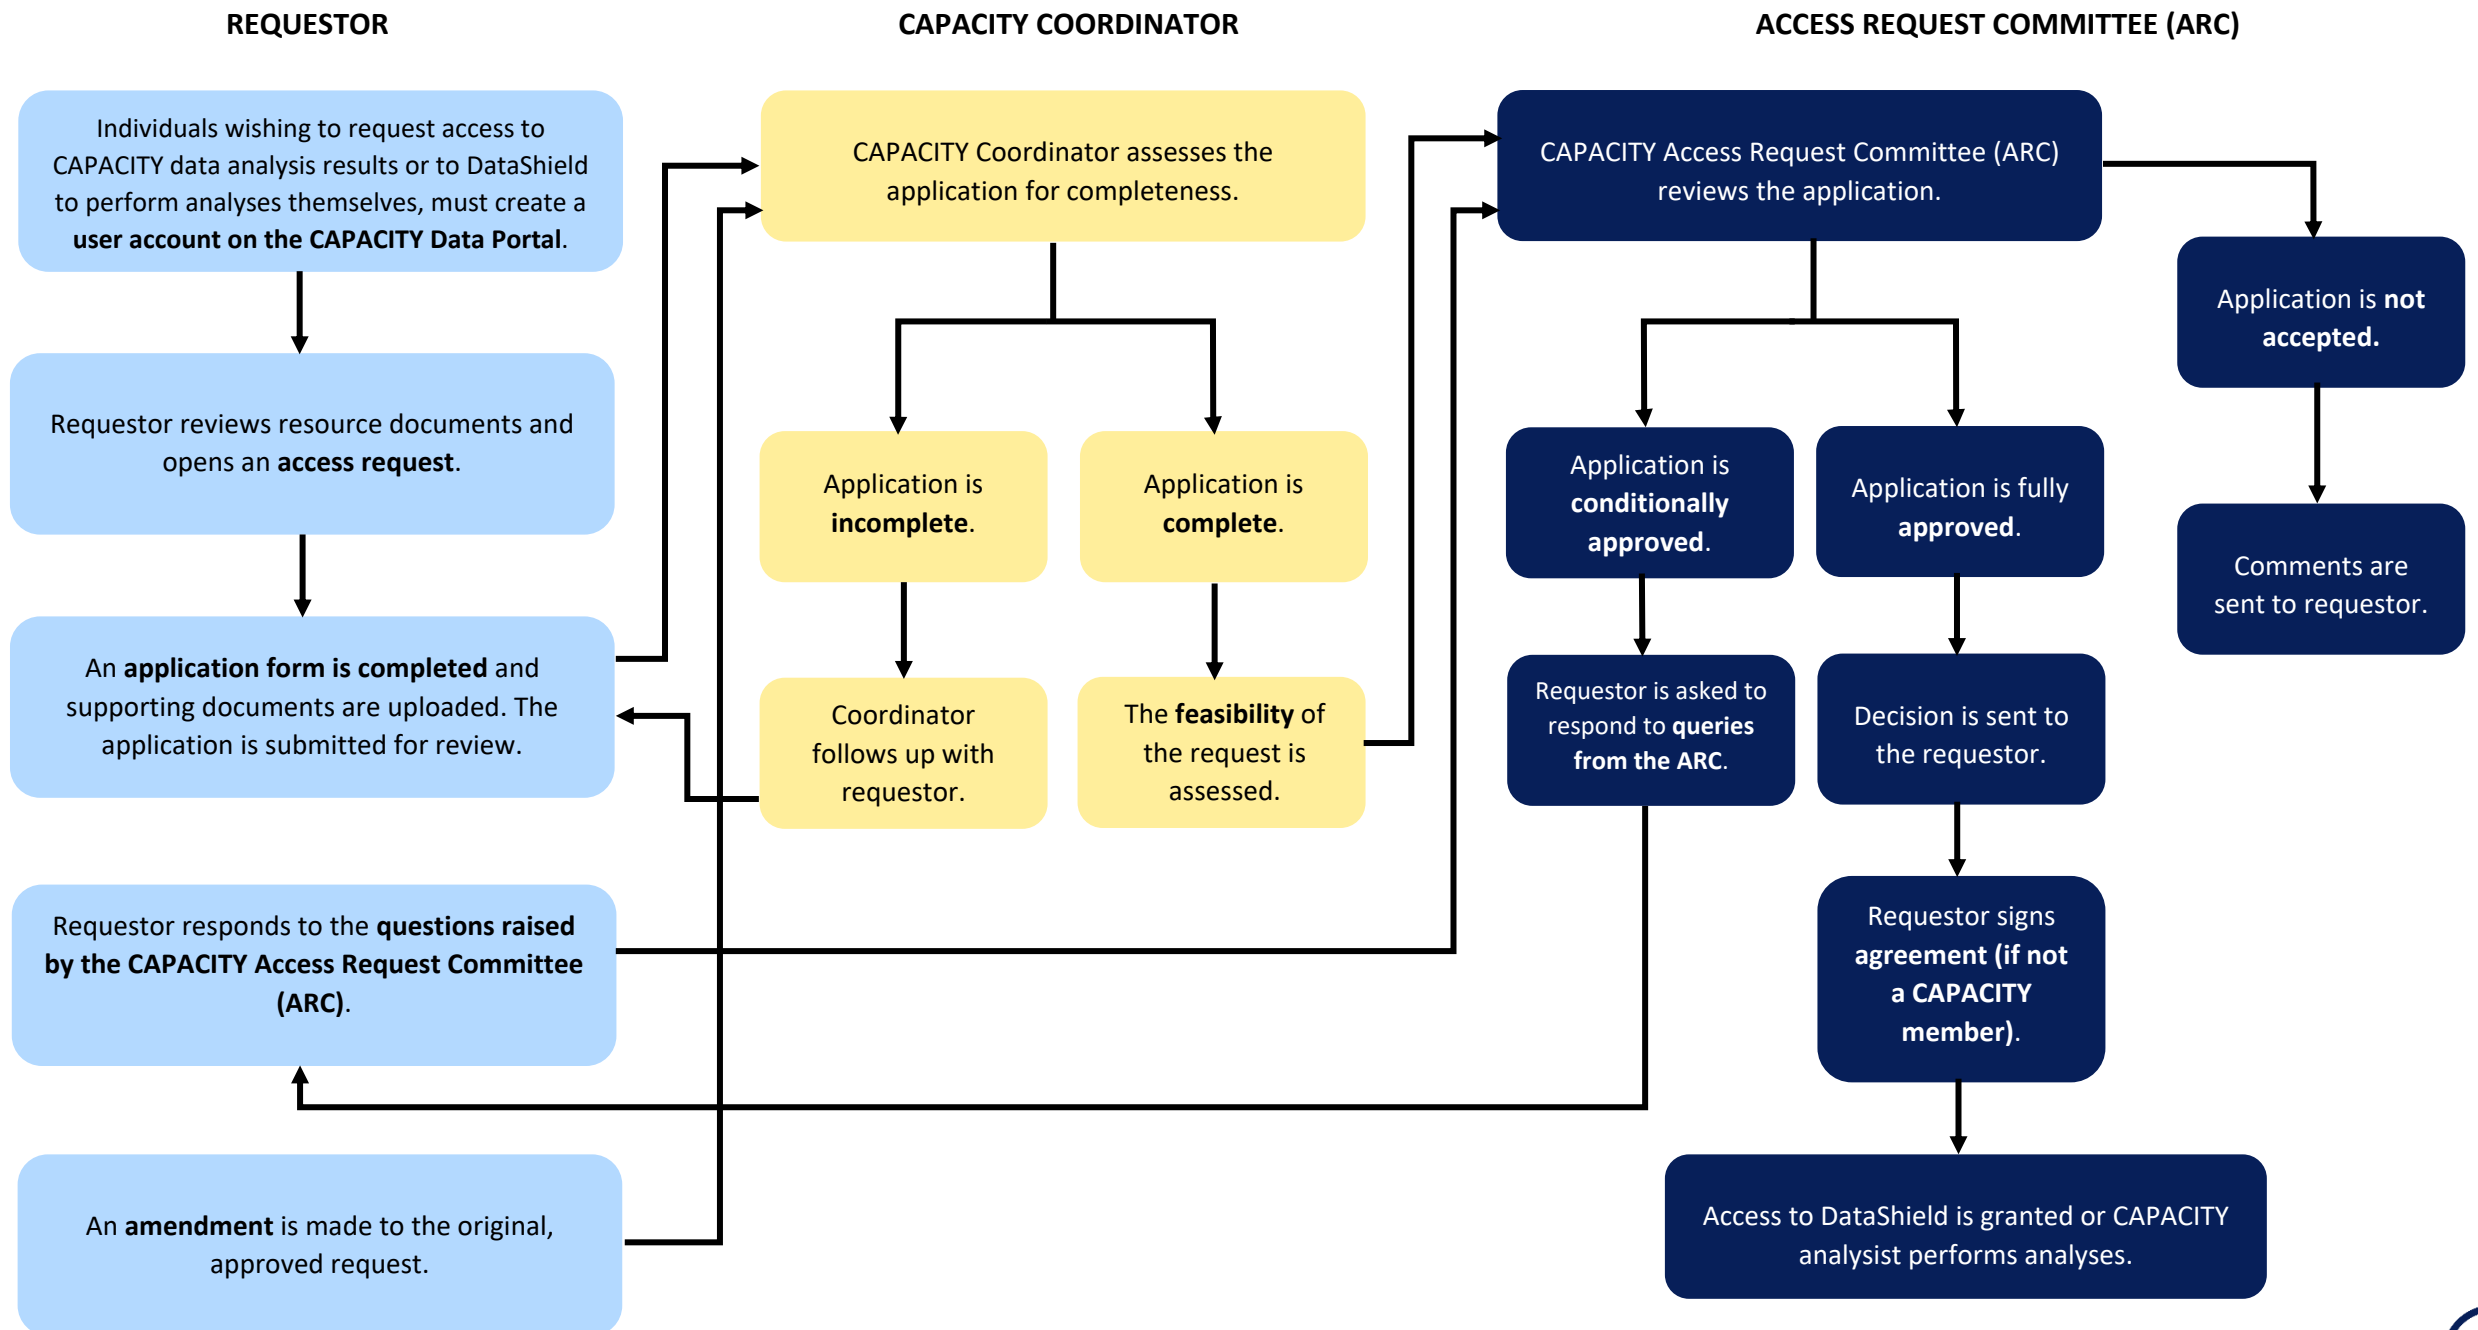 REQUESTOR
CAPACITY COORDINATOR
ACCESS REQUEST COMMITTEE (ARC)
Individuals wishing to request access to
CAPACITY data analysis results or to DataShield
to perform analyses themselves, must create a
user account on the CAPACITY Data Portal.
Requestor reviews resource documents and
opens an access request.
An application form is completed and
supporting documents are uploaded. The
application is submitted for review.
Requestor responds to the questions raised
by the CAPACITY Access Request Committee
(ARC).
An amendment is made to the original,
approved request.
CAPACITY Coordinator assesses the
application for completeness.
Application is
incomplete.
Application is
complete.
Coordinator
follows up with
requestor.
The feasibility of
the request is
assessed.
CAPACITY Access Request Committee (ARC)
reviews the application.
Application is not
accepted.
Comments are
sent to requestor.
Application is
conditionally
approved.
Application is fully
approved.
Requestor is asked to
respond to queries
from the ARC.
Decision is sent to
the requestor.
Requestor signs
agreement (if not
a CAPACITY
member).
Access to DataShield is granted or CAPACITY
analysist performs analyses.